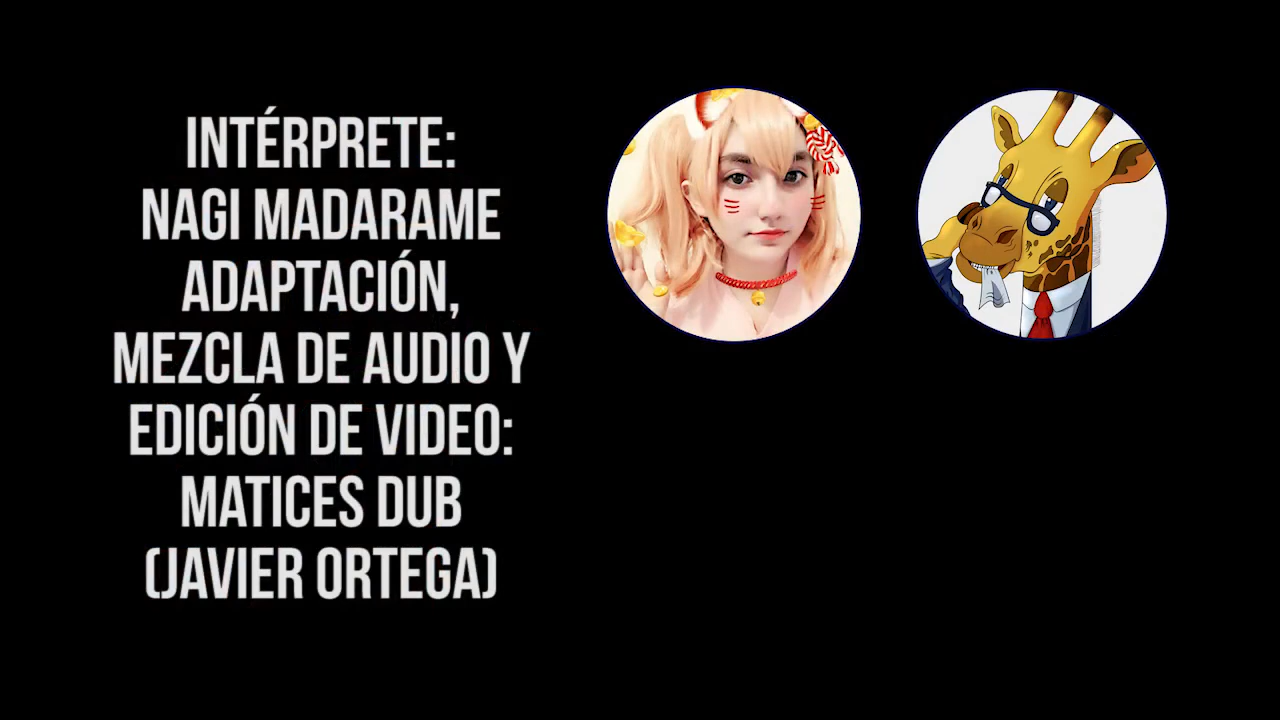 INTÉRPRETE:
NAGI MADARAME
ADAPTACIÓN,
MEZCLA DE AUDIO Y
EDICIÓN DE VIDEO:
MATICES DUB
(JAVIER ORTEGA)